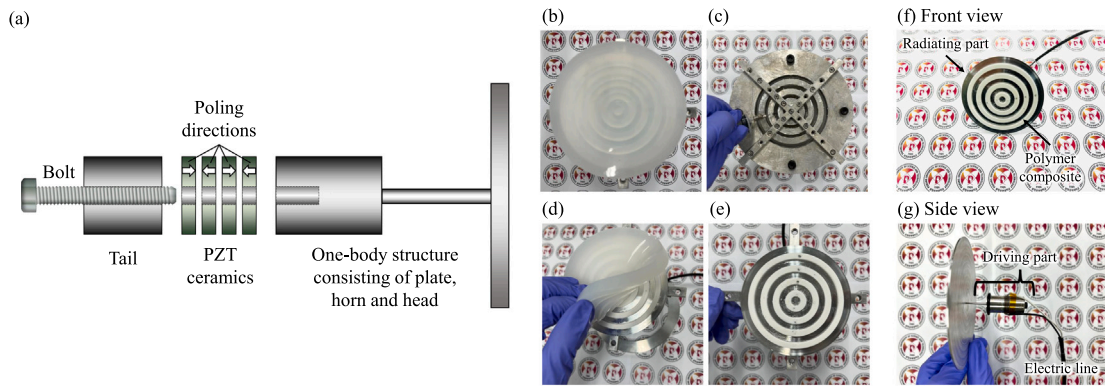 (a)
Poling
directions
Bolt
Tail
PZT
ceramics
One-body structure
consisting of plate,
horn and head
(b)
(c)
(d)
(e)
(f) Front view
Radiating part
Polymer
composite
(g) Side view
Driving part
Electric line